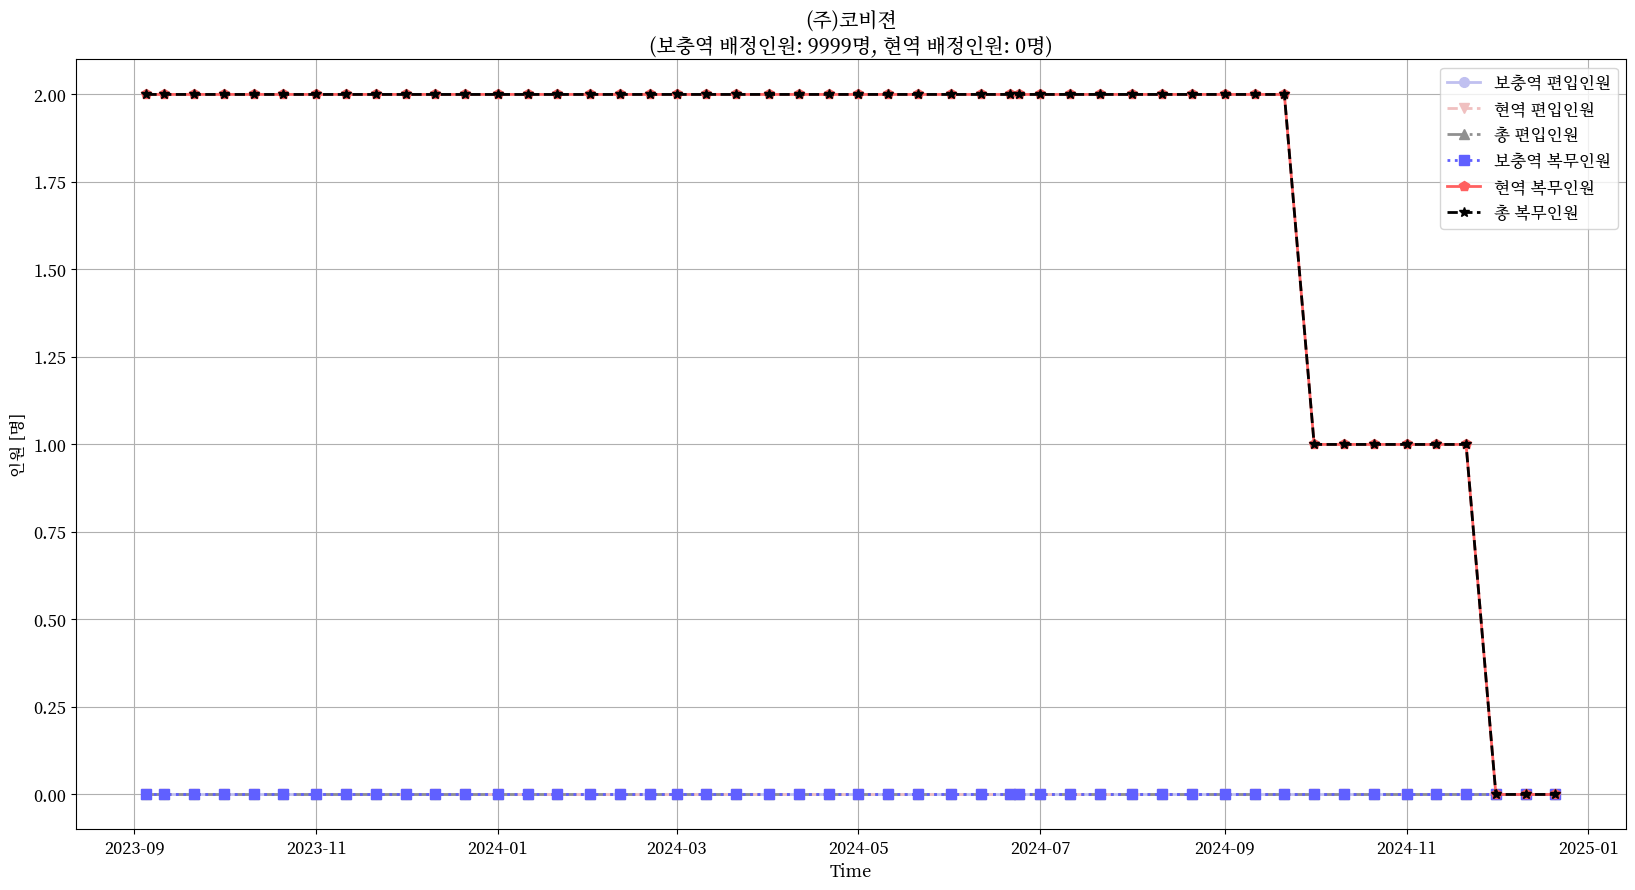 (주)코비젼
(보충역 배정인원: 9999명, 현역 배정인원: 0명)
보충역 편입인원
현역 편입인원
총 편입인원
보충역 복무인원
현역 복무인원
총 복무인원
인원 [명]
2.00
1.75
1.50
1.25
1.00
0.75
0.50
0.25
0.00
2023-09 2023-11 2024-01 2024-03 2024-05 2024-07 2024-09 2024-11 2025-01
Time